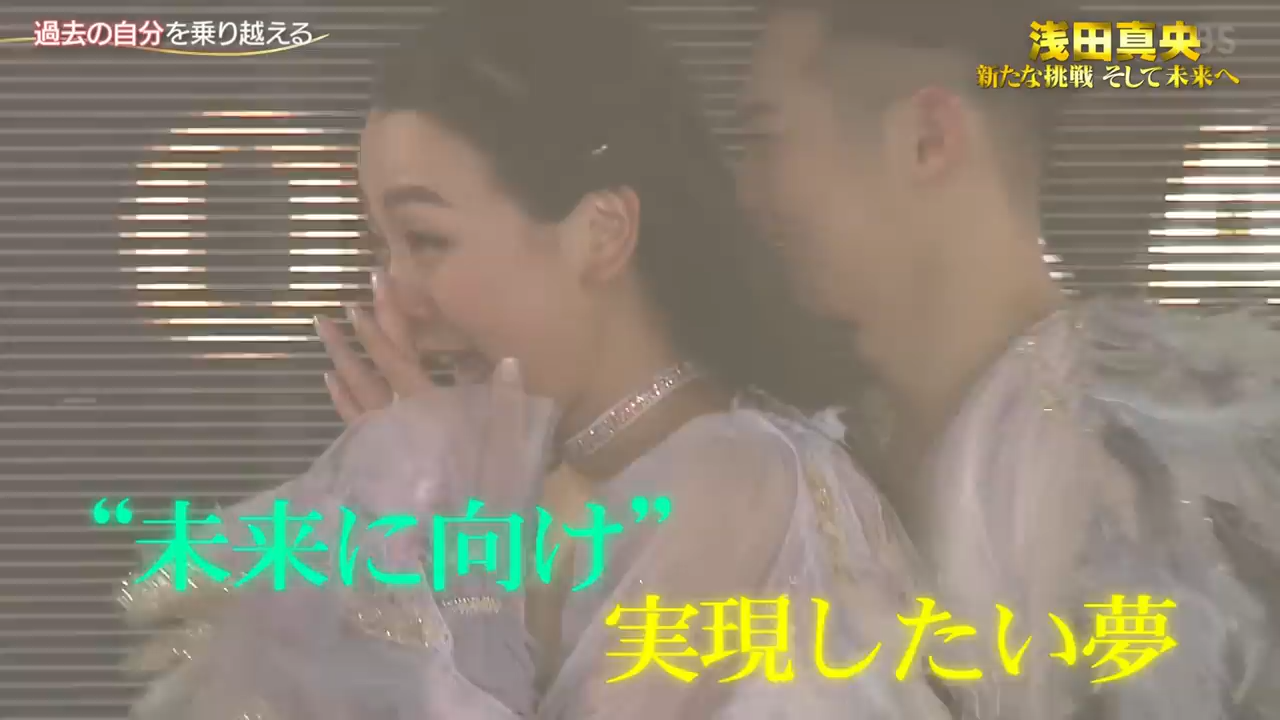 過去の自分を乗り越える
浅田真央
新たな挑戦 そして未来へ
“未来に向け”
実現したい夢